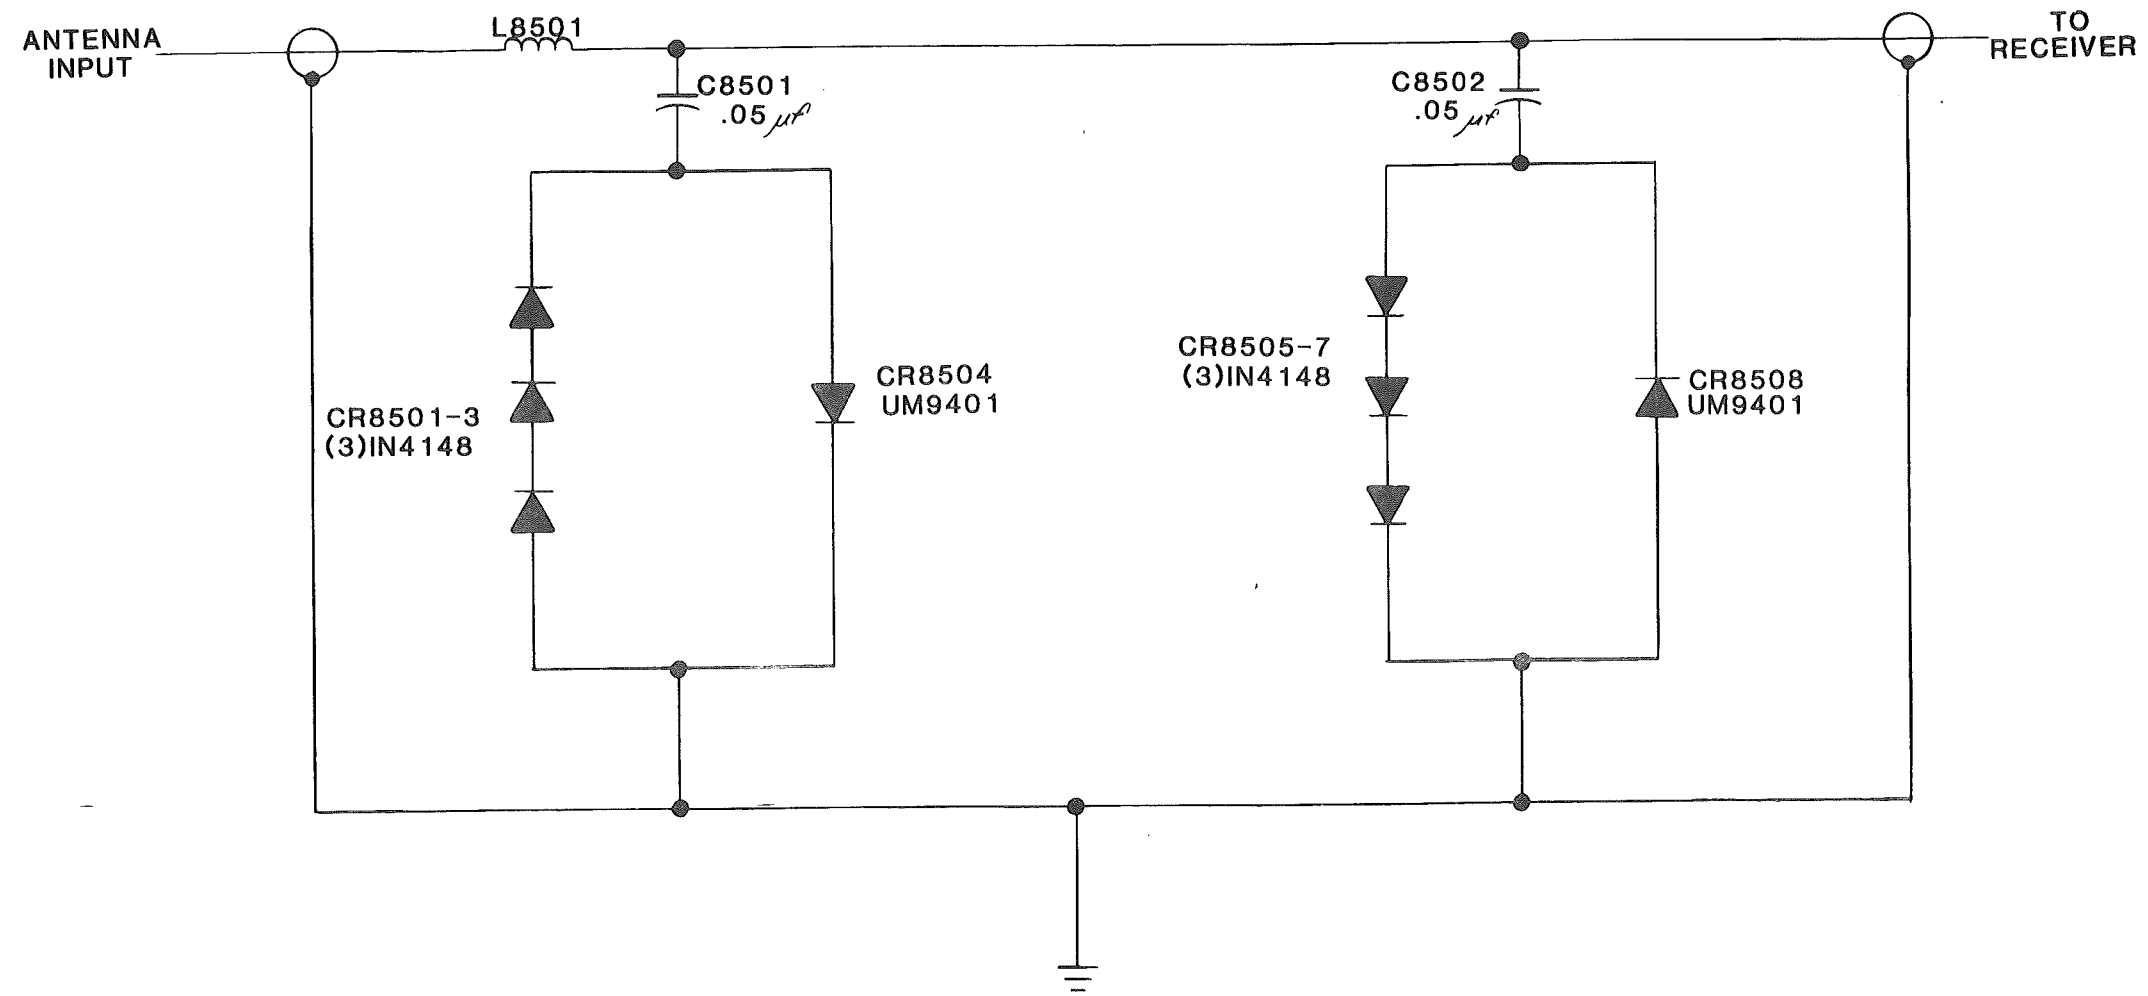 ANTENNA
INPUT
L8501
C8501
.05 µf
C8502
.05 µf
TO
RECEIVER
CR8501-3
(3)IN4148
CR8504
UM9401
CR8505-7
(3)IN4148
CR8508
UM9401